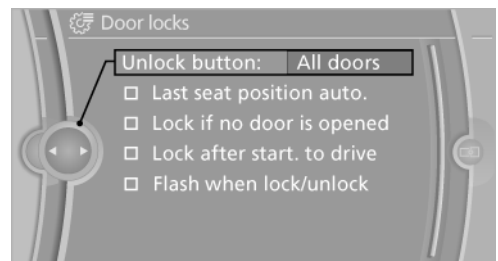 Door locks
Unlock button: All doors
Last seat position auto.
Lock if no door is opened
Lock after start. to drive
Flash when lock/unlock